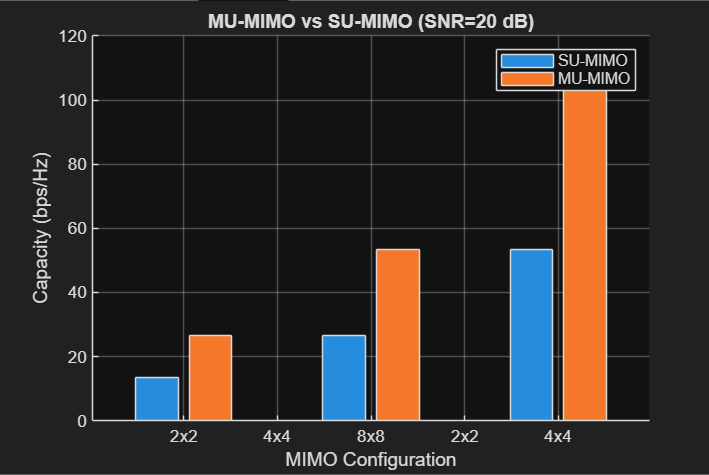 MU-MIMO vs SU-MIMO (SNR=20 dB)
SU-MIMO
MU-MIMO
120
100
80
60
40
20
0
Capacity (bps/Hz)
2x2 4x4 8x8 2x2 4x4
MIMO Configuration